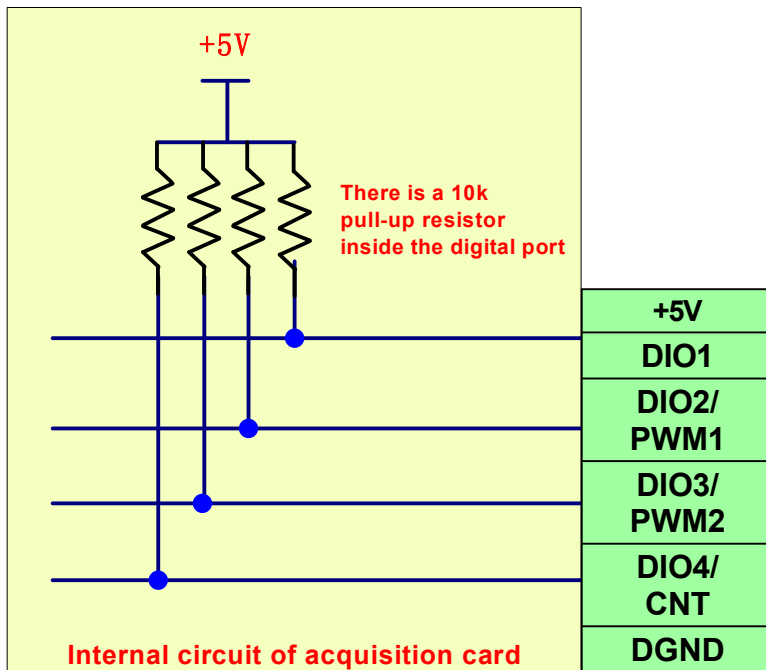 +5V
There is a 10k
pull-up resistor
inside the digital port
+5V
DIO1
DIO2/
PWM1
DIO3/
PWM2
DIO4/
CNT
DGND
Internal circuit of acquisition card